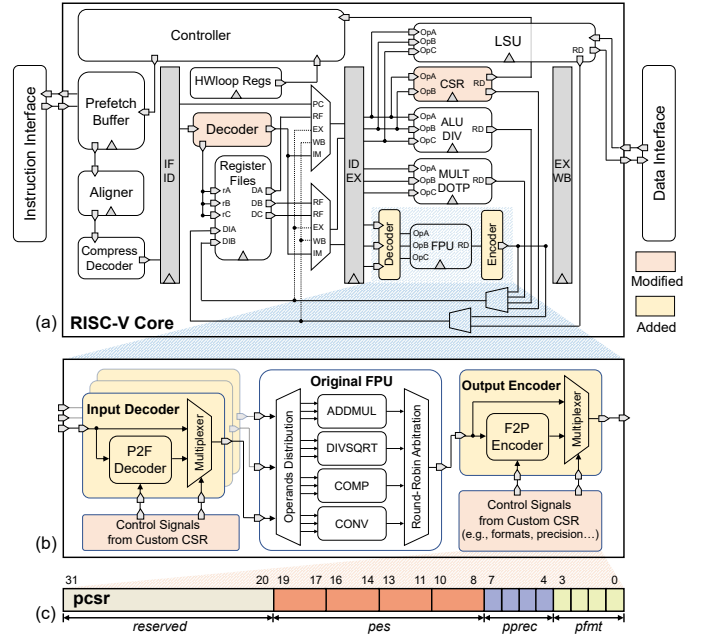 Controller
LSU
OpA
OpB
OpC
RD
Instruction Interface
Data Interface
Prefetch
Buffer
Aligner
Compress
Decoder
IF
ID
HWloop Regs
Decoder
Register
Files
rA
rB
rC
DIA
DIB
DA
DB
DC
PC
RF
EX
WB
IM
RF
RF
EX
WB
IM
ID
EX
OpA
OpB
CSR
RD
OpA
OpB
OpC
ALU
DIV
RD
OpA
OpB
OpC
MULT
DOTP
RD
Decoder
OpA
OpB
OpC
FPU
RD
Encoder
EX
WB
Modified
Added
(a) RISC-V Core
Input Decoder
P2F
Decoder
Multiplexer
Control Signals
from Custom CSR
Original FPU
Operands Distribution
ADDMUL
DIVSQRT
COMP
CONV
Round-Robin Arbitration
Output Encoder
F2P
Encoder
Multiplexer
Control Signals
from Custom CSR
(e.g., formats, precision…)
(b)
31 20 19 17 16 14 13 11 10 8 7 4 3 0
(c) pcsr
reserved pes pprec pfmt